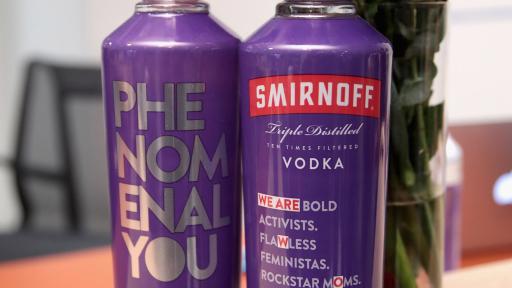 PHE
NOM
ENAL
YOU
SMIRNOFF
Triple Distilled
TEN TIMES FILTERED
VODKA
WE ARE BOLD
ACTIVISTS.
FLAWLESS
FEMINISTAS.
ROCKSTAR MOMS.